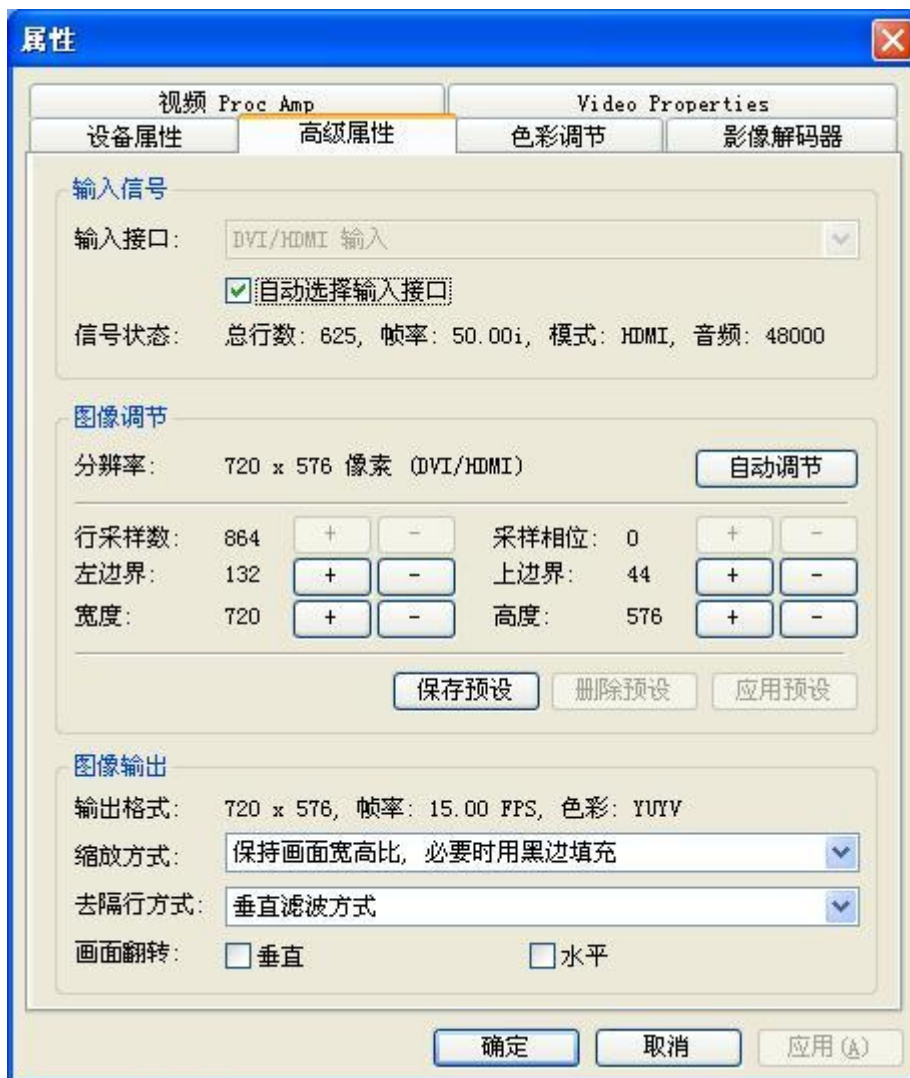 属性
视频 Proc Amp Video Properties
设备属性 高级属性 色彩调节 影像解码器
输入信号
输入接口: DVI/HDMI 输入
自动选择输入接口
信号状态: 总行数: 625, 帧率: 50.00i, 模式: HDMI, 音频: 48000
图像调节
分辨率: 720 x 576 像素 (DVI/HDMI) 自动调节
行采样数: 864 + - 采样相位: 0 + -
左边界: 132 + - 上边界: 44 + -
宽度: 720 + - 高度: 576 + -
保存预设 删除预设 应用预设
图像输出
输出格式: 720 x 576, 帧率: 15.00 FPS, 色彩: YUYV
缩放方式: 保持画面宽高比, 必要时用黑边填充
去隔行方式: 垂直滤波方式
画面翻转: 垂直 水平
确定 取消 应用(A)